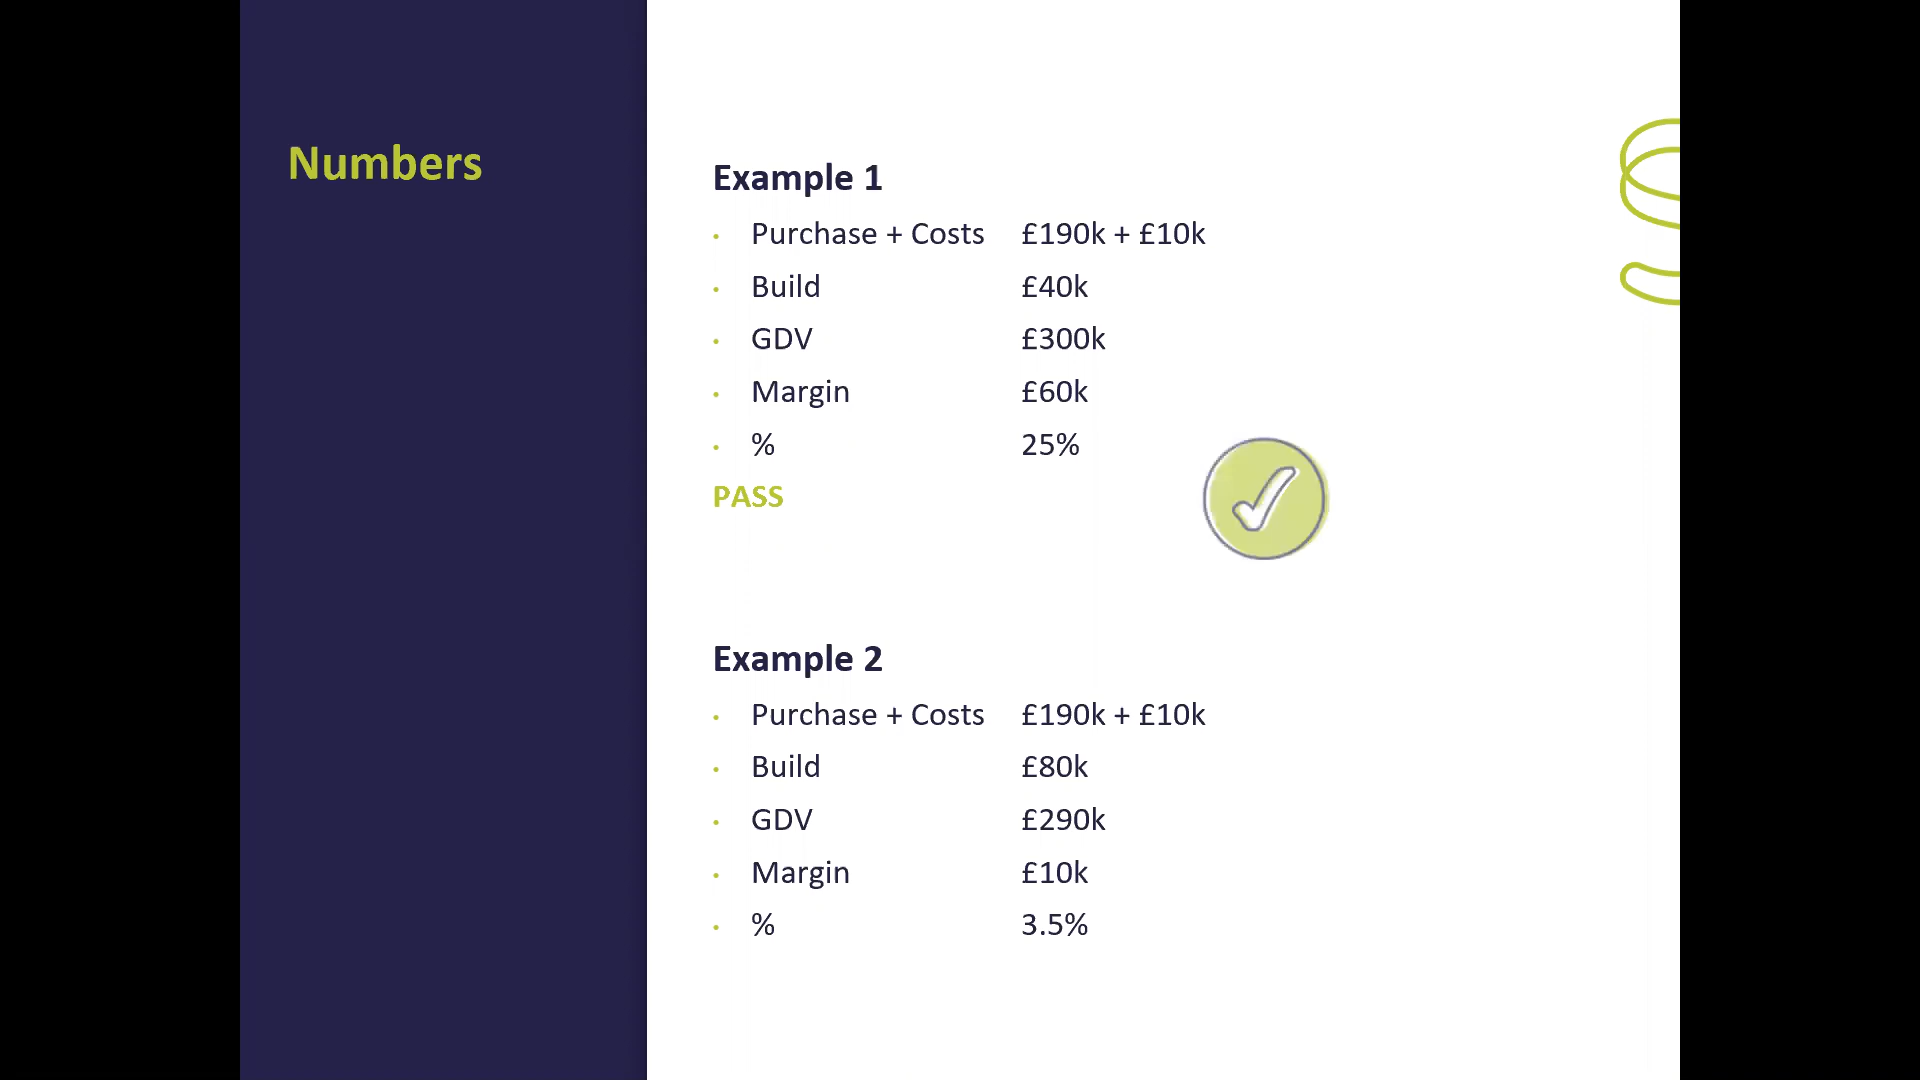 Numbers
Example 1
• Purchase + Costs £190k + £10k
• Build £40k
• GDV £300k
• Margin £60k
• % 25%
PASS
Example 2
• Purchase + Costs £190k + £10k
• Build £80k
• GDV £290k
• Margin £10k
• % 3.5%